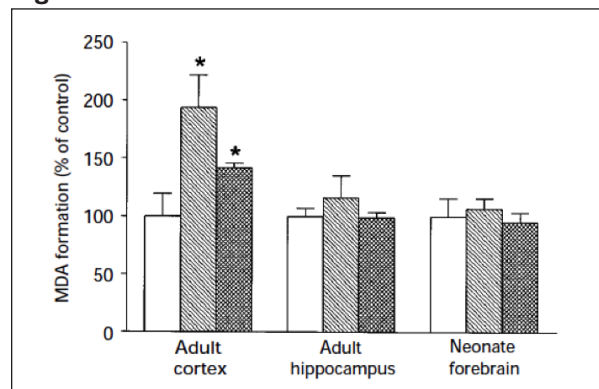 MDA formation (% of control)
250
200
150
100
50
0
*
*
Adult
cortex
Adult
hippocampus
Neonate
forebrain